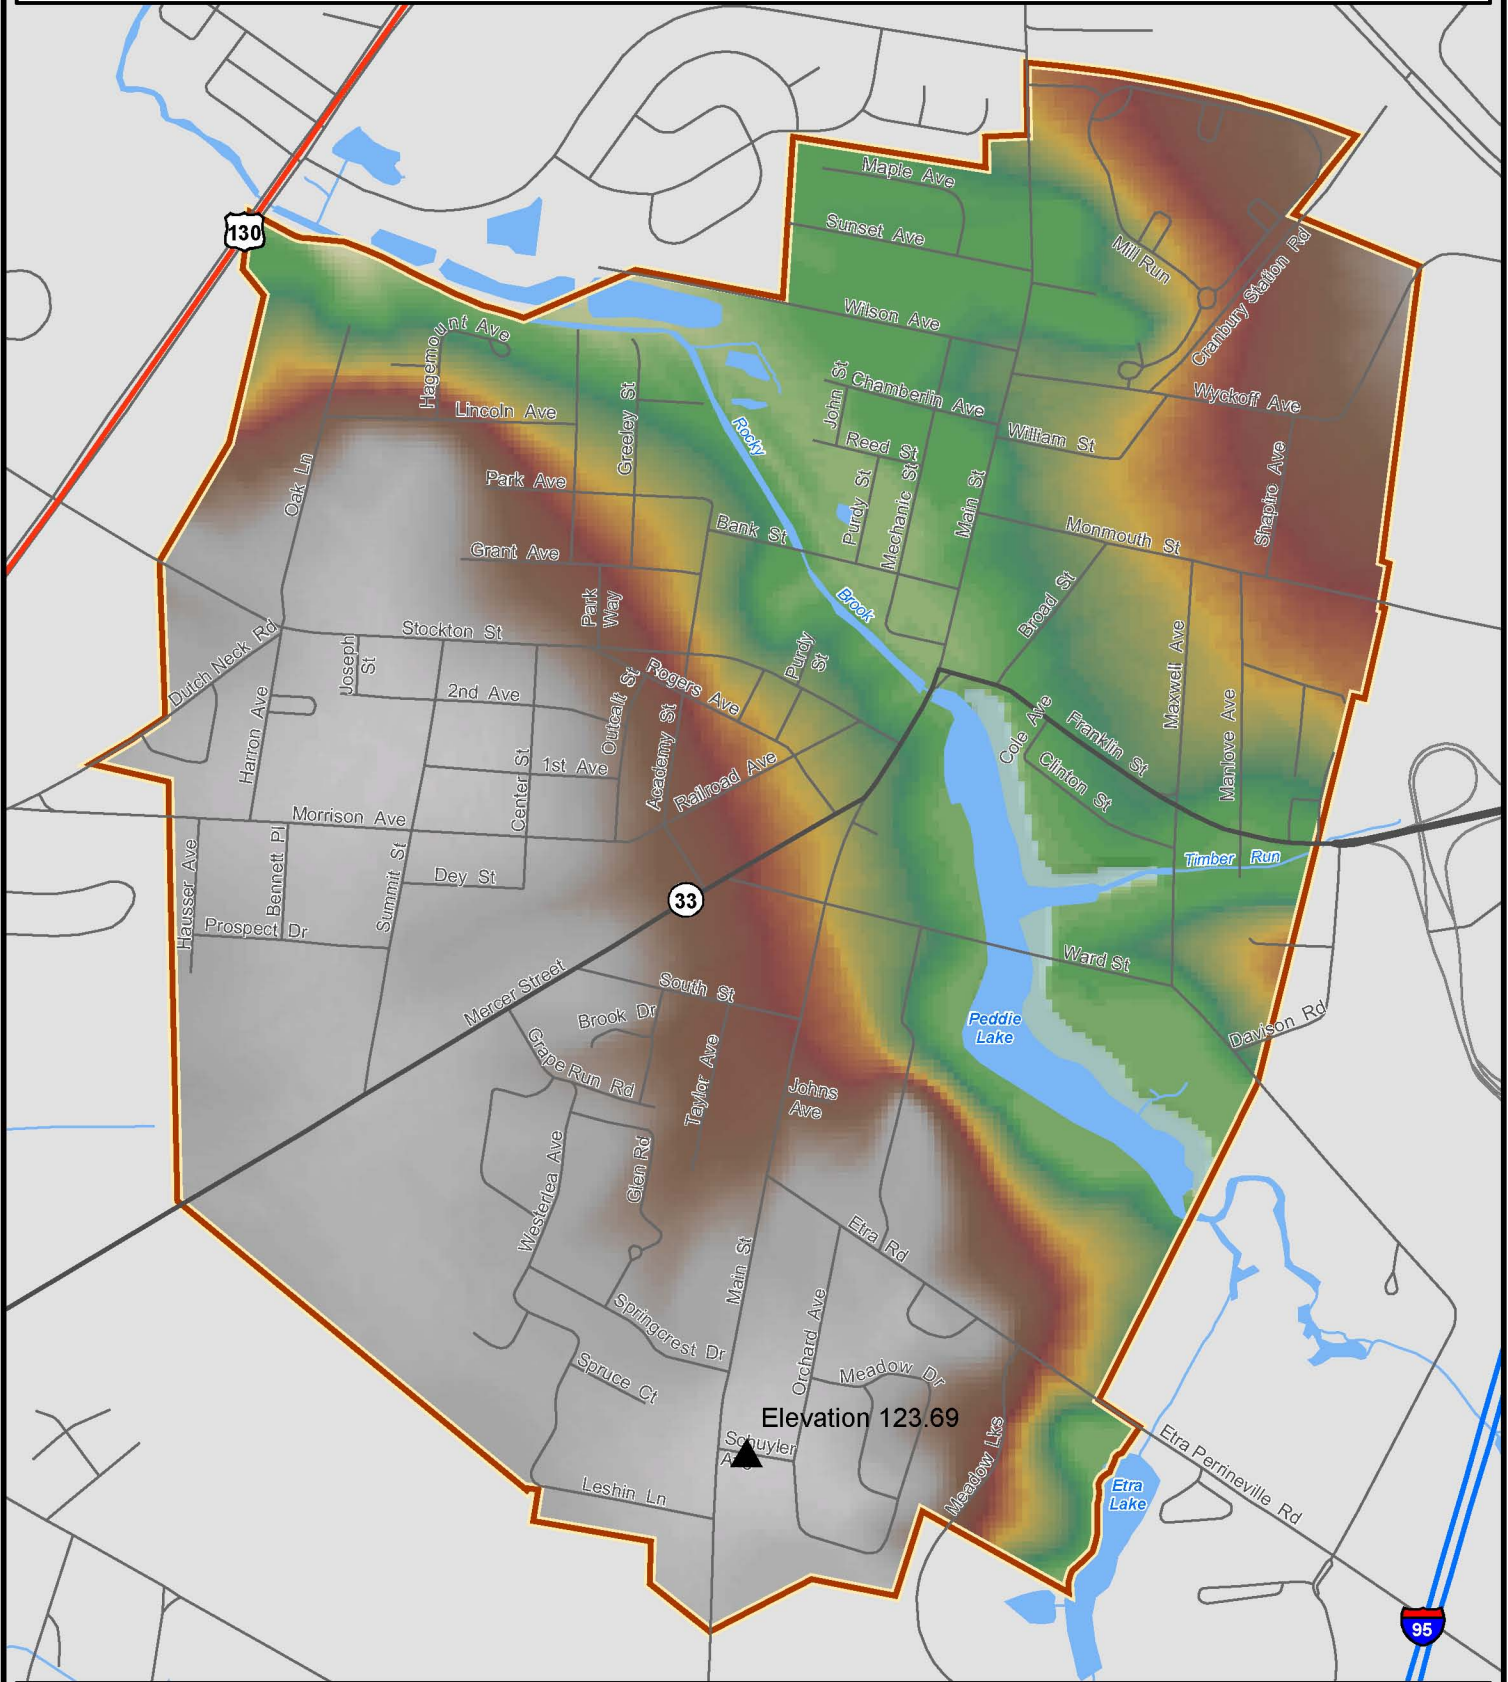 Maple Ave
130
Sunset Ave
Mill Run
Cranbury Station Rd
Wilson Ave
Hagemount Ave
John St
Chamberlin Ave
Wyckoff Ave
Lincoln Ave
Greeley St
Rocky
Reed St
William St
Oak Ln
Park Ave
Purdy St
Mechanic St
Main St
Shapiro Ave
Bank St
Monmouth St
Grant Ave
Park
Way
Brook
Broad St
Stockton St
Dutch Neck Rd
Joseph
St
Purdy
St
Maxwell Ave
Rogers Ave
2nd Ave
Outcalt St
Harron Ave
Academy St
Cole Ave
Franklin St
Manlove Ave
1st Ave
Center St
Railroad Ave
Clinton St
Morrison Ave
Hausser Ave
Bennett Pl
Summit St
Dey St
Timber Run
33
Prospect Dr
Ward St
Mercer Street
South St
Brook Dr
Peddie
Lake
Davison Rd
Grape Run Rd
Taylor Ave
Johns
Ave
Westerlea Ave
Glen Rd
Etra Rd
Main St
Springcrest Dr
Orchard Ave
Spruce Ct
Meadow Dr
Elevation 123.69
Schuyler
Meadow Lks
Etra Perrineville Rd
Leshin Ln
Etra
Lake
95